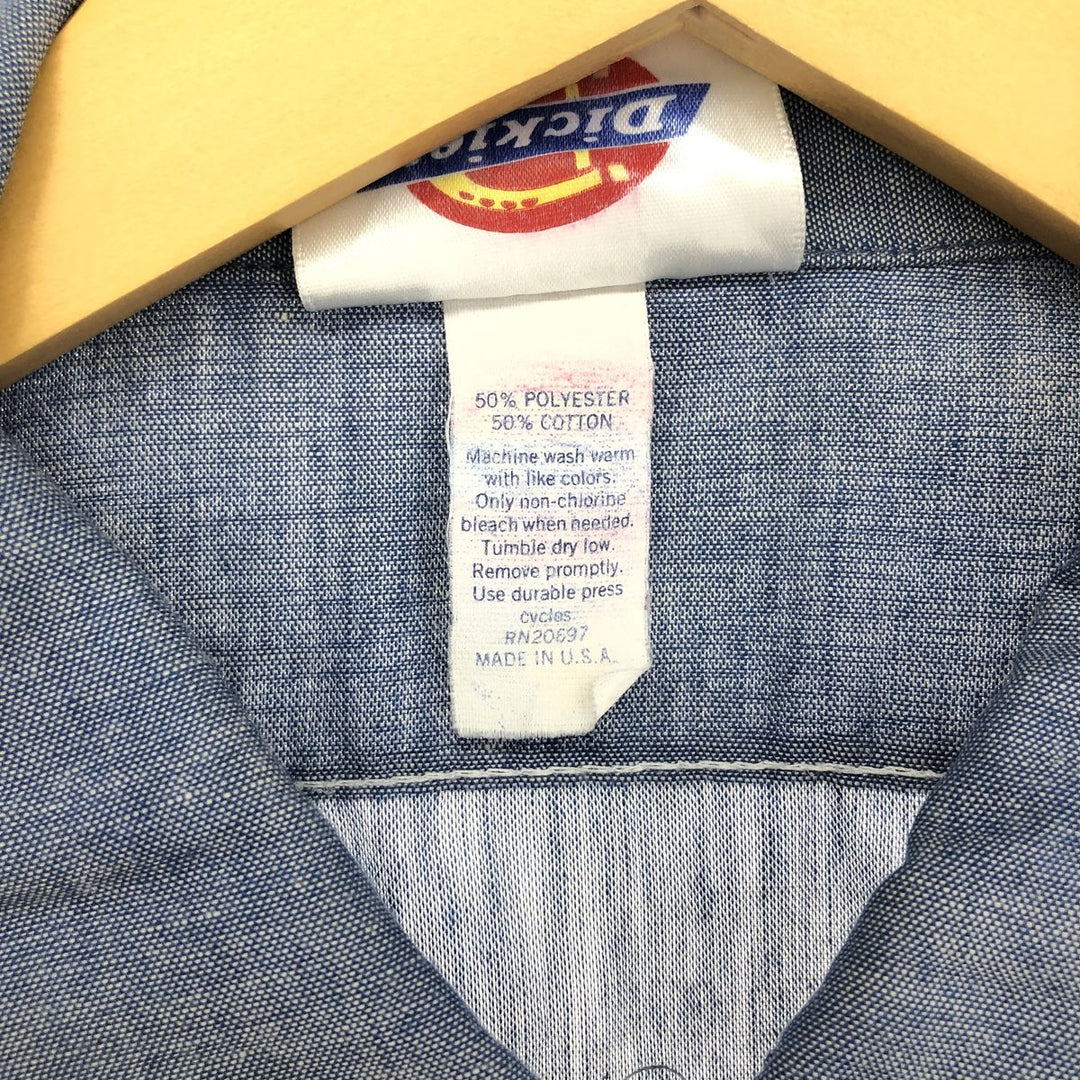 Dickie
50% POLYESTER
50% COTTON
Machine wash warm
with like colors.
Only non-chlorine
bleach when needed.
Tumble dry low.
Remove promptly.
Use durable press
cycles.
RN20697
MADE IN U.S.A.